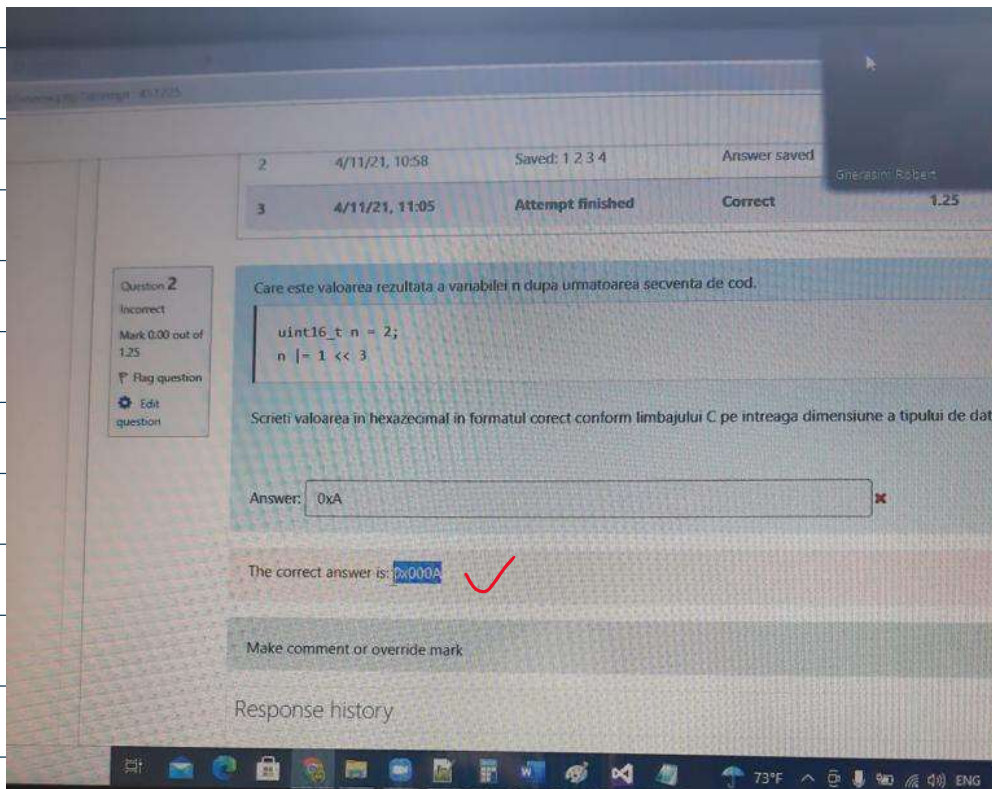 2 4/11/21, 10:58 Saved: 1 2 3 4 Answer saved
Gherasim Robert
3 4/11/21, 11:05 Attempt finished Correct 1.25
Question 2
Incorrect
Mark 0.00 out of
1.25
Flag question
Edit
question
Care este valoarea rezultata a variabilei n dupa urmatoarea secventa de cod.
uint16_t n = 2;
n |= 1 << 3
Scrieti valoarea in hexazecimal in formatul corect conform limbajului C pe intreaga dimensiune a tipului de dat
Answer: 0xA
The correct answer is: 0x000A
Make comment or override mark
Response history
73°F ENG